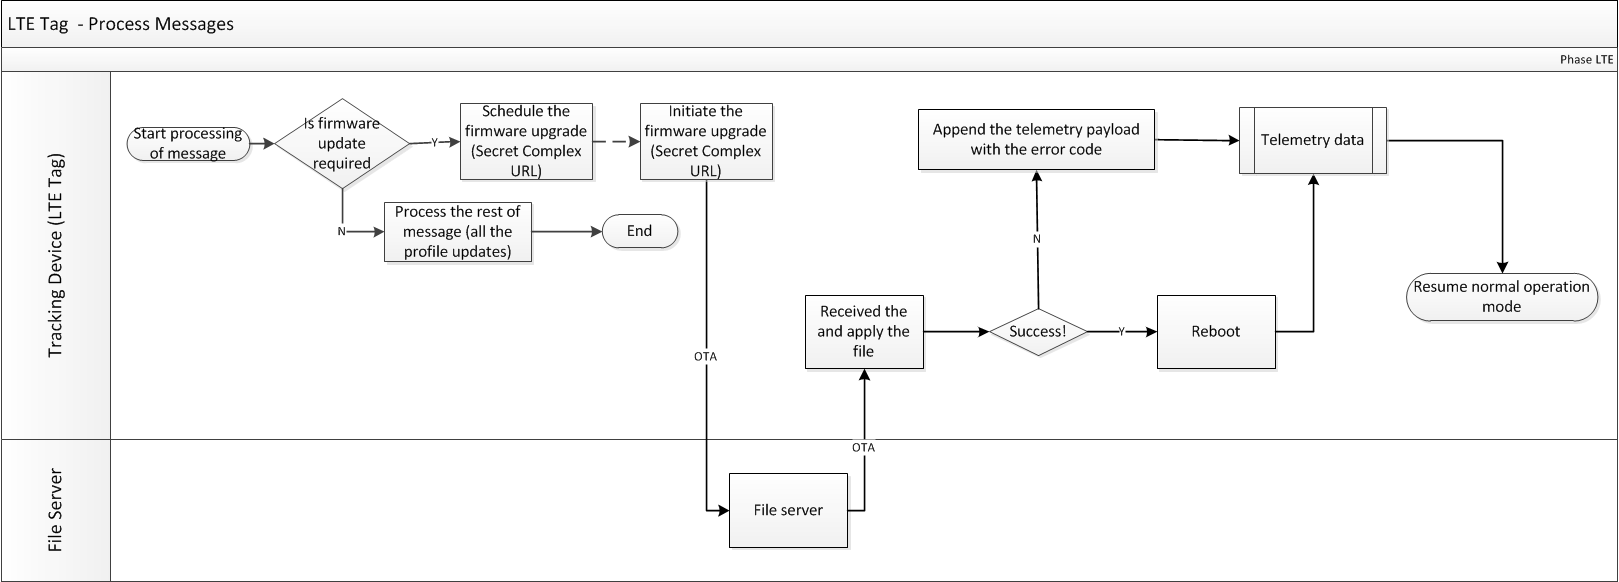 LTE Tag  - Process Messages
Phase LTE
Tracking Device (LTE Tag)
Start processing
of message
Is firmware
update
required
Y
Schedule the
firmware upgrade
(Secret Complex
URL)
Initiate the
firmware upgrade
(Secret Complex
URL)
N
Process the rest of
message (all the
profile updates)
End
OTA
File Server
File server
OTA
Received the
and apply the
file
Success!
N
Append the telemetry payload
with the error code
Y
Reboot
Telemetry data
Resume normal operation
mode